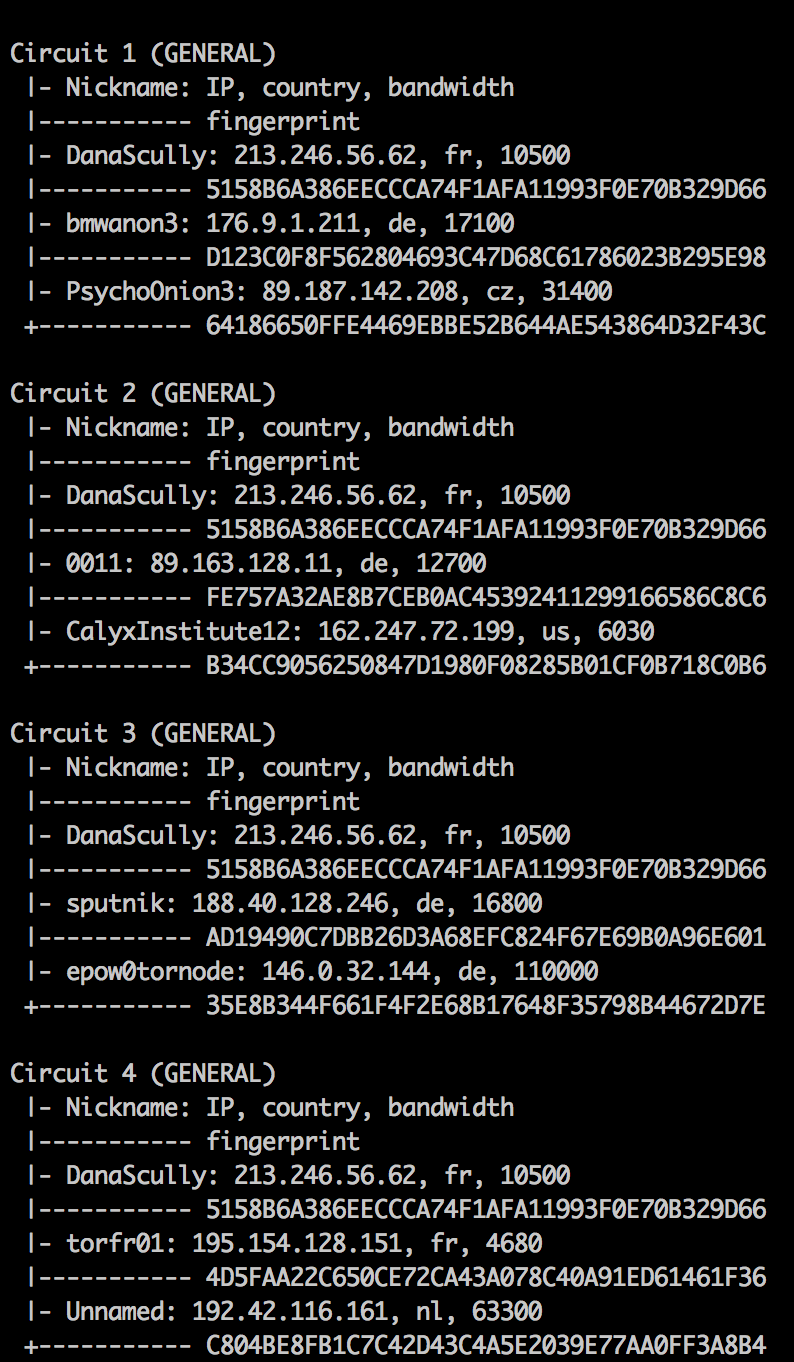 Circuit 1 (GENERAL)
|- Nickname: IP, country, bandwidth
|----------- fingerprint
|- DanaScully: 213.246.56.62, fr, 10500
|----------- 5158B6A386EECCCA74F1AFA11993F0E70B329D66
|- bmwanon3: 176.9.1.211, de, 17100
|----------- D123C0F8F562804693C47D68C61786023B295E98
|- PsychoOnion3: 89.187.142.208, cz, 31400
+----------- 64186650FFE4469EBBE52B644AE543864D32F43C
Circuit 2 (GENERAL)
|- Nickname: IP, country, bandwidth
|----------- fingerprint
|- DanaScully: 213.246.56.62, fr, 10500
|----------- 5158B6A386EECCCA74F1AFA11993F0E70B329D66
|- 0011: 89.163.128.11, de, 12700
|----------- FE757A32AE8B7CEB0AC45392411299166586C8C6
|- CalyxInstitute12: 162.247.72.199, us, 6030
+----------- B34CC9056250847D1980F08285B01CF0B718C0B6
Circuit 3 (GENERAL)
|- Nickname: IP, country, bandwidth
|----------- fingerprint
|- DanaScully: 213.246.56.62, fr, 10500
|----------- 5158B6A386EECCCA74F1AFA11993F0E70B329D66
|- sputnik: 188.40.128.246, de, 16800
|----------- AD19490C7DBB26D3A68EFC824F67E69B0A96E601
|- epow0tornode: 146.0.32.144, de, 110000
+----------- 35E8B344F661F4F2E68B17648F35798B44672D7E
Circuit 4 (GENERAL)
|- Nickname: IP, country, bandwidth
|----------- fingerprint
|- DanaScully: 213.246.56.62, fr, 10500
|----------- 5158B6A386EECCCA74F1AFA11993F0E70B329D66
|- torfr01: 195.154.128.151, fr, 4680
|----------- 4D5FAA22C650CE72CA43A078C40A91ED61461F36
|- Unnamed: 192.42.116.161, nl, 63300
+----------- C804BE8FB1C7C42D43C4A5E2039E77AA0FF3A8B4